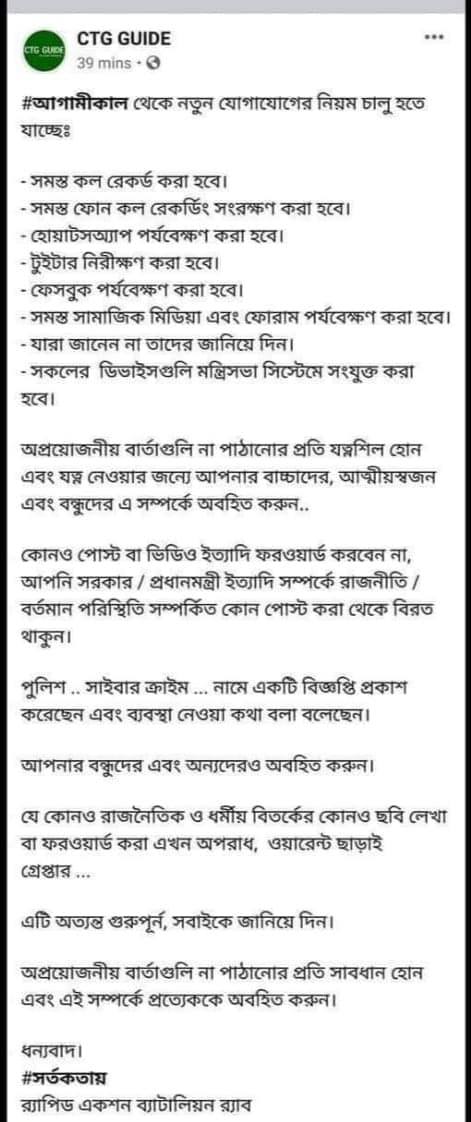 CTG GUIDE
CTG GUIDE
39 mins ·
#আগামীকাল থেকে নতুন যোগাযোগের নিয়ম চালু হতে
যাচ্ছেঃ
- সমস্ত কল রেকর্ড করা হবে।
- সমস্ত ফোন কল রেকর্ডিং সংরক্ষণ করা হবে।
- হোয়াটসঅ্যাপ পর্যবেক্ষণ করা হবে।
- টুইটার নিরীক্ষণ করা হবে।
- ফেসবুক পর্যবেক্ষণ করা হবে।
- সমস্ত সামাজিক মিডিয়া এবং ফোরাম পর্যবেক্ষণ করা হবে।
- যারা জানেন না তাদের জানিয়ে দিন।
- সকলের ডিভাইসগুলি মন্ত্রিসভা সিস্টেমে সংযুক্ত করা
হবে।
অপ্রয়োজনীয় বার্তাগুলি না পাঠানোর প্রতি যত্নশিল হোন
এবং যত্ন নেওয়ার জন্যে আপনার বাচ্চাদের, আত্মীয়স্বজন
এবং বন্ধুদের এ সম্পর্কে অবহিত করুন..
কোনও পোস্ট বা ভিডিও ইত্যাদি ফরওয়ার্ড করবেন না,
আপনি সরকার / প্রধানমন্ত্রী ইত্যাদি সম্পর্কে রাজনীতি /
বর্তমান পরিস্থিতি সম্পর্কিত কোন পোস্ট করা থেকে বিরত
থাকুন।
পুলিশ .. সাইবার ক্রাইম ... নামে একটি বিজ্ঞপ্তি প্রকাশ
করেছেন এবং ব্যবস্থা নেওয়া কথা বলা বলেছেন।
আপনার বন্ধুদের এবং অন্যদেরও অবহিত করুন।
যে কোনও রাজনৈতিক ও ধর্মীয় বিতর্কের কোনও ছবি লেখা
বা ফরওয়ার্ড করা এখন অপরাধ, ওয়ারেন্ট ছাড়াই
গ্রেপ্তার ...
এটি অত্যন্ত গুরুপূর্ন, সবাইকে জানিয়ে দিন।
অপ্রয়োজনীয় বার্তাগুলি না পাঠানোর প্রতি সাবধান হোন
এবং এই সম্পর্কে প্রত্যেককে অবহিত করুন।
ধন্যবাদ।
#সর্তকতায়
র‍্যাপিড একশন ব্যাটালিয়ন র‍্যাব